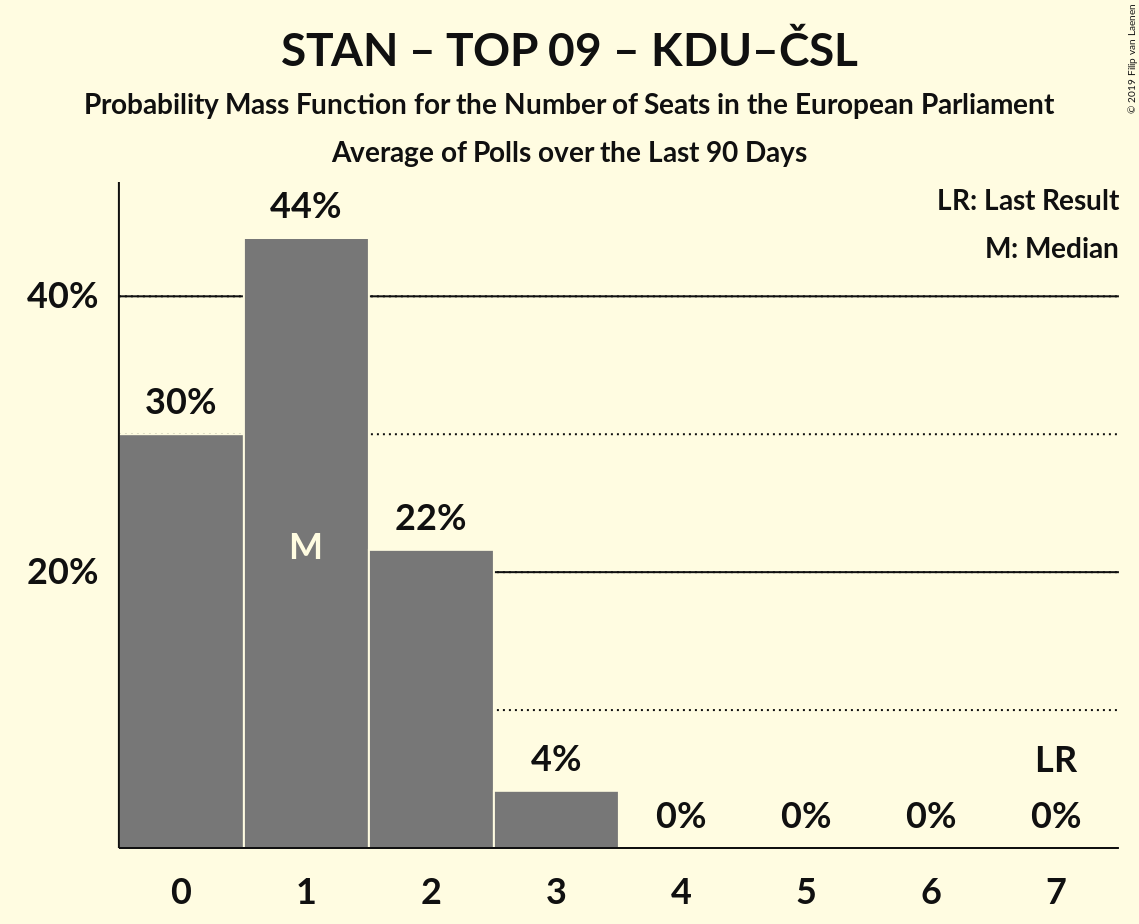 STAN – TOP 09 – KDU–ČSL
Probability Mass Function for the Number of Seats in the European Parliament
Average of Polls over the Last 90 Days
© 2019 Filip van Laenen
LR: Last Result
M: Median
44%
40%
30%
M
22%
20%
4%
LR
0% 0% 0% 0%
0 1 2 3 4 5 6 7